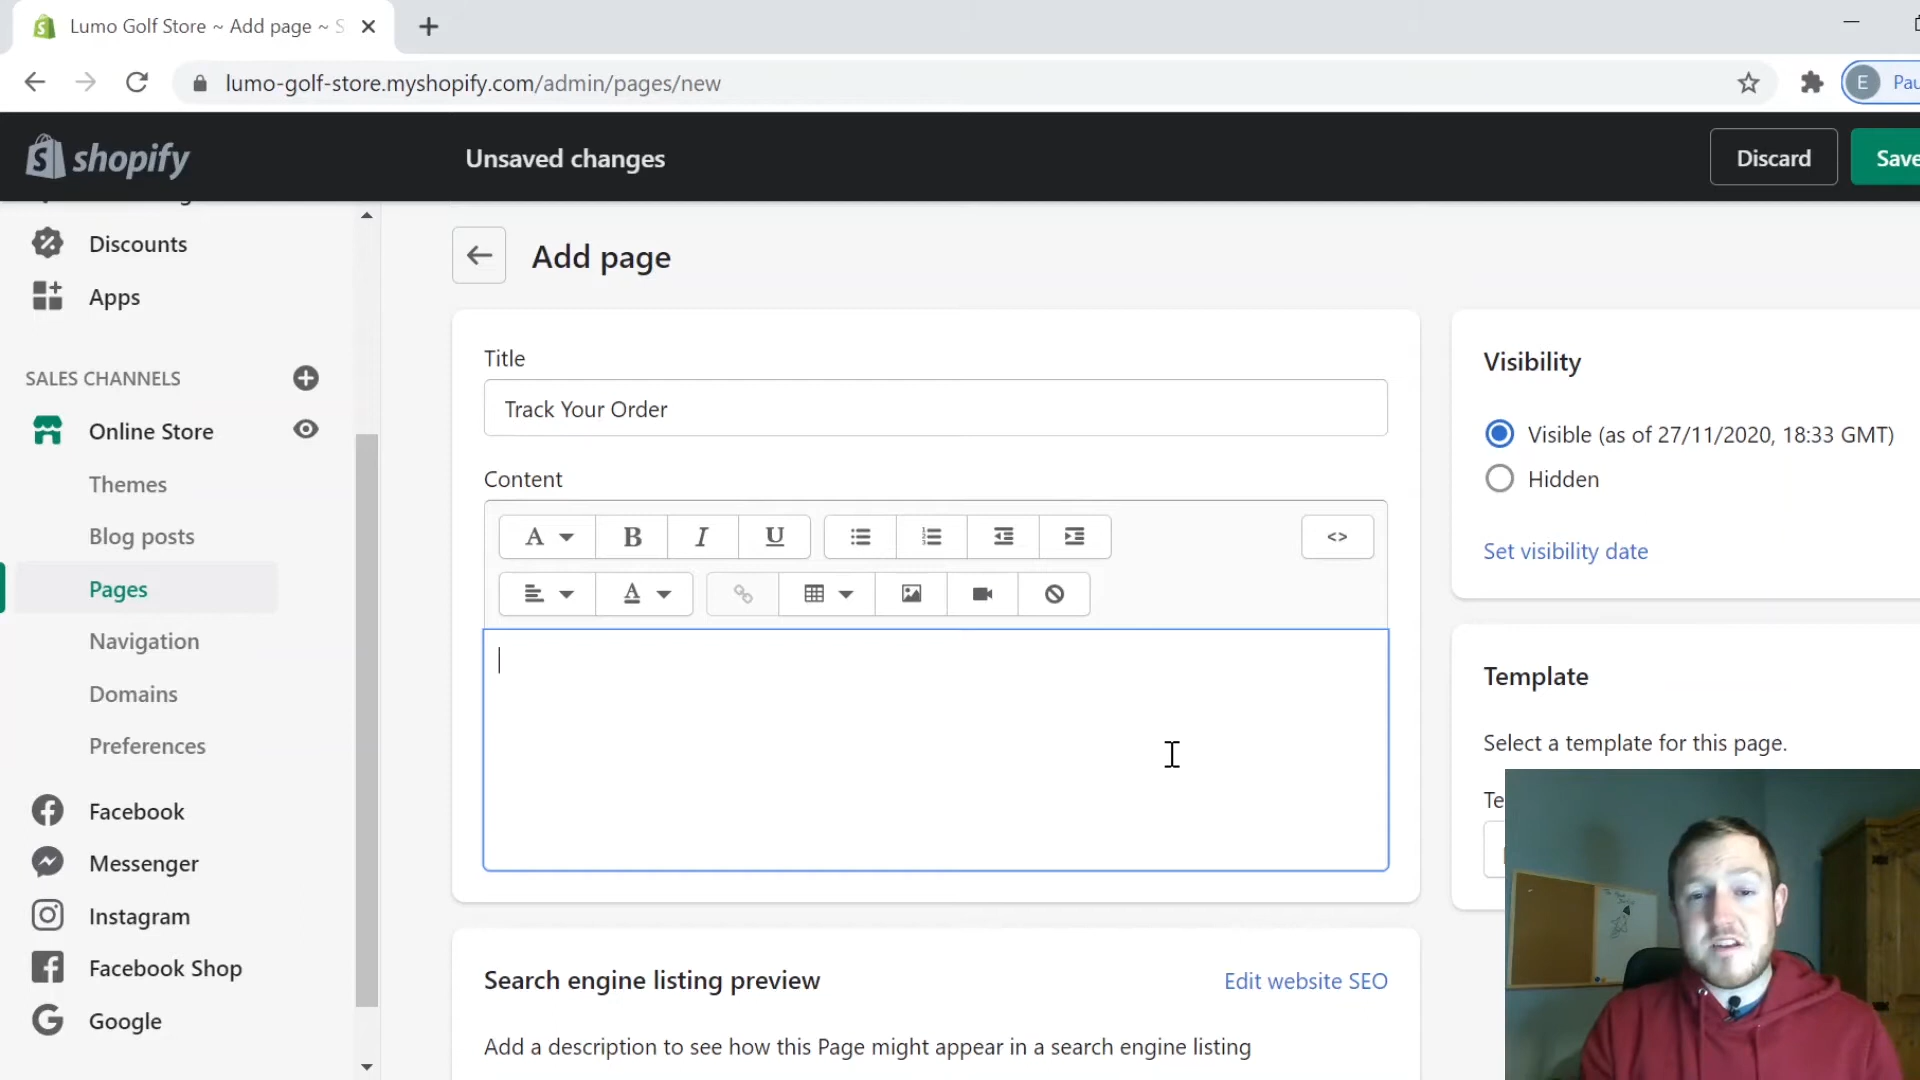 Lumo Golf Store ~ Add page ~ S
lumo-golf-store.myshopify.com/admin/pages/new
E
shopify
Unsaved changes
Discard
Save
Discounts
Apps
SALES CHANNELS
Online Store
Themes
Blog posts
Pages
Navigation
Domains
Preferences
Facebook
Messenger
Instagram
Facebook Shop
Google
Add page
Title
Track Your Order
Content
A B I U
<>
A
Search engine listing preview
Edit website SEO
Add a description to see how this Page might appear in a search engine listing
Visibility
Visible (as of 27/11/2020, 18:33 GMT)
Hidden
Set visibility date
Template
Select a template for this page.